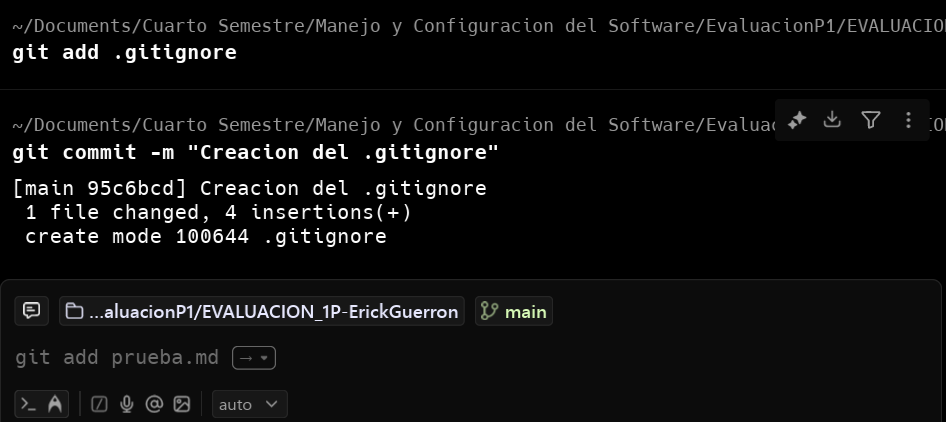 ~/Documents/Cuarto Semestre/Manejo y Configuracion del Software/EvaluacionP1/EVALUACIO
git add .gitignore
~/Documents/Cuarto Semestre/Manejo y Configuracion del Software/Evaluac
git commit -m "Creacion del .gitignore"
[main 95c6bcd] Creacion del .gitignore
1 file changed, 4 insertions(+)
create mode 100644 .gitignore
...aluacionP1/EVALUACION_1P-ErickGuerron main
git add prueba.md
auto